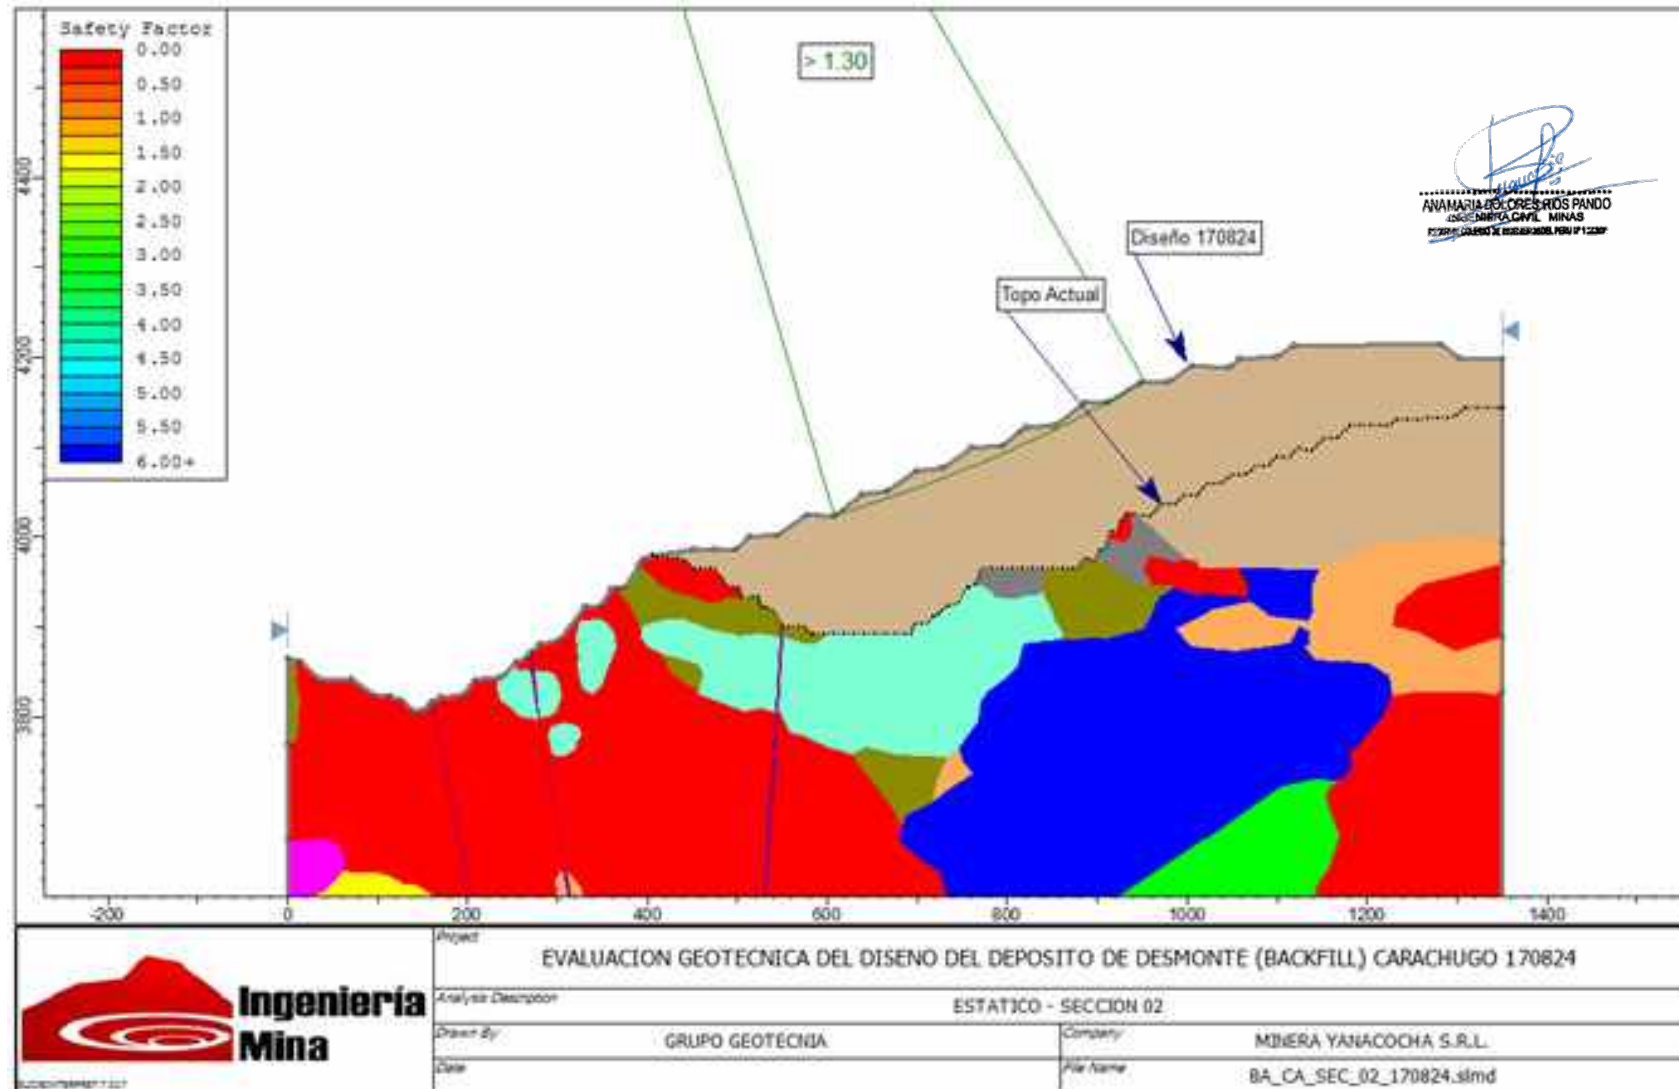 Safety Factor
0.00
0.50
1.00
1.50
2.00
2.50
3.00
3.50
4.00
4.50
5.00
5.50
6.00+
> 1.30
Diseño 170824
Topo Actual
ANAMARIA DOLORES RIOS PANDO
INGENIERA CIVIL MINAS
4400
4200
4000
3800
-200
0
200
400
600
800
1000
1200
1400
Ingeniería
Mina
Project
EVALUACION GEOTECNICA DEL DISENO DEL DEPOSITO DE DESMONTE (BACKFILL) CARACHUGO 170824
Analysis Description
ESTATICO - SECCION 02
Drawn By
GRUPO GEOTECNIA
Company
MINERA YANACOCHA S.R.L.
Date
File Name
BA_CA_SEC_02_170824.slmd